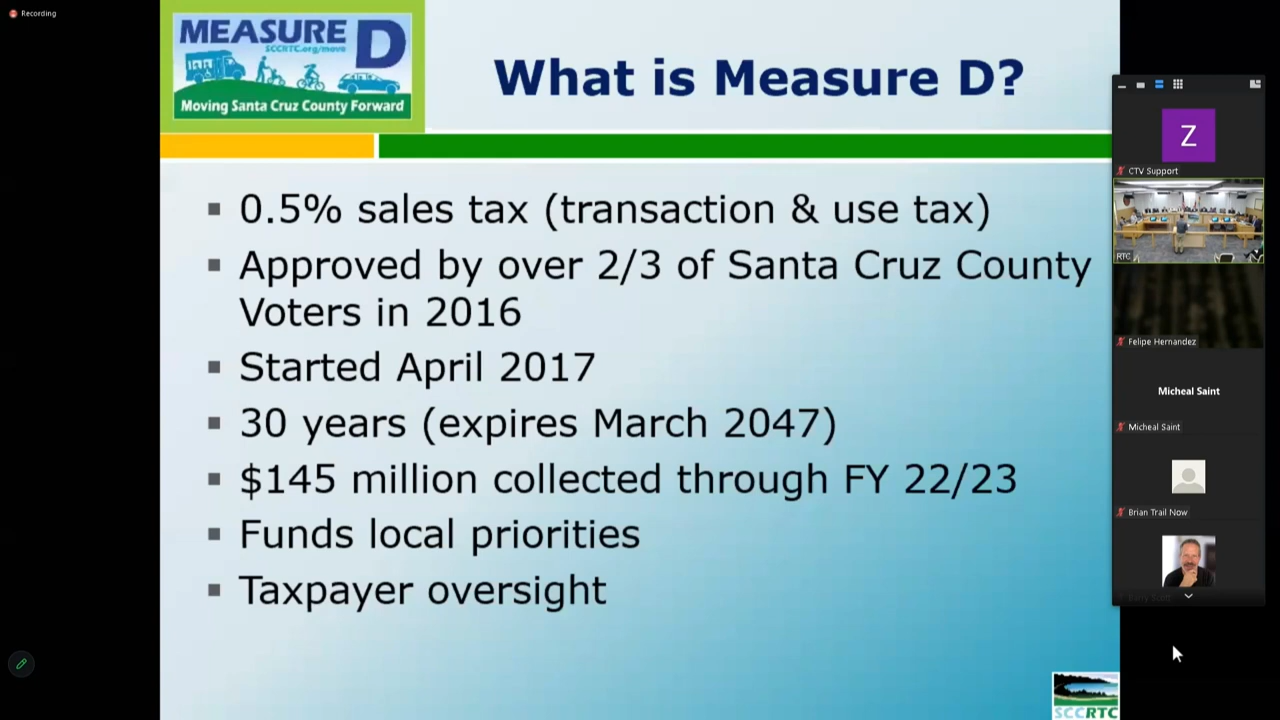 Recording
MEASURE D
SCCRTC.org/move
Moving Santa Cruz County Forward
What is Measure D?
0.5% sales tax (transaction & use tax)
Approved by over 2/3 of Santa Cruz County
Voters in 2016
Started April 2017
30 years (expires March 2047)
$145 million collected through FY 22/23
Funds local priorities
Taxpayer oversight
SCCRTC
Z
CTV Support
RTC
Felipe Hernandez
Micheal Saint
Micheal Saint
Brian Trail Now